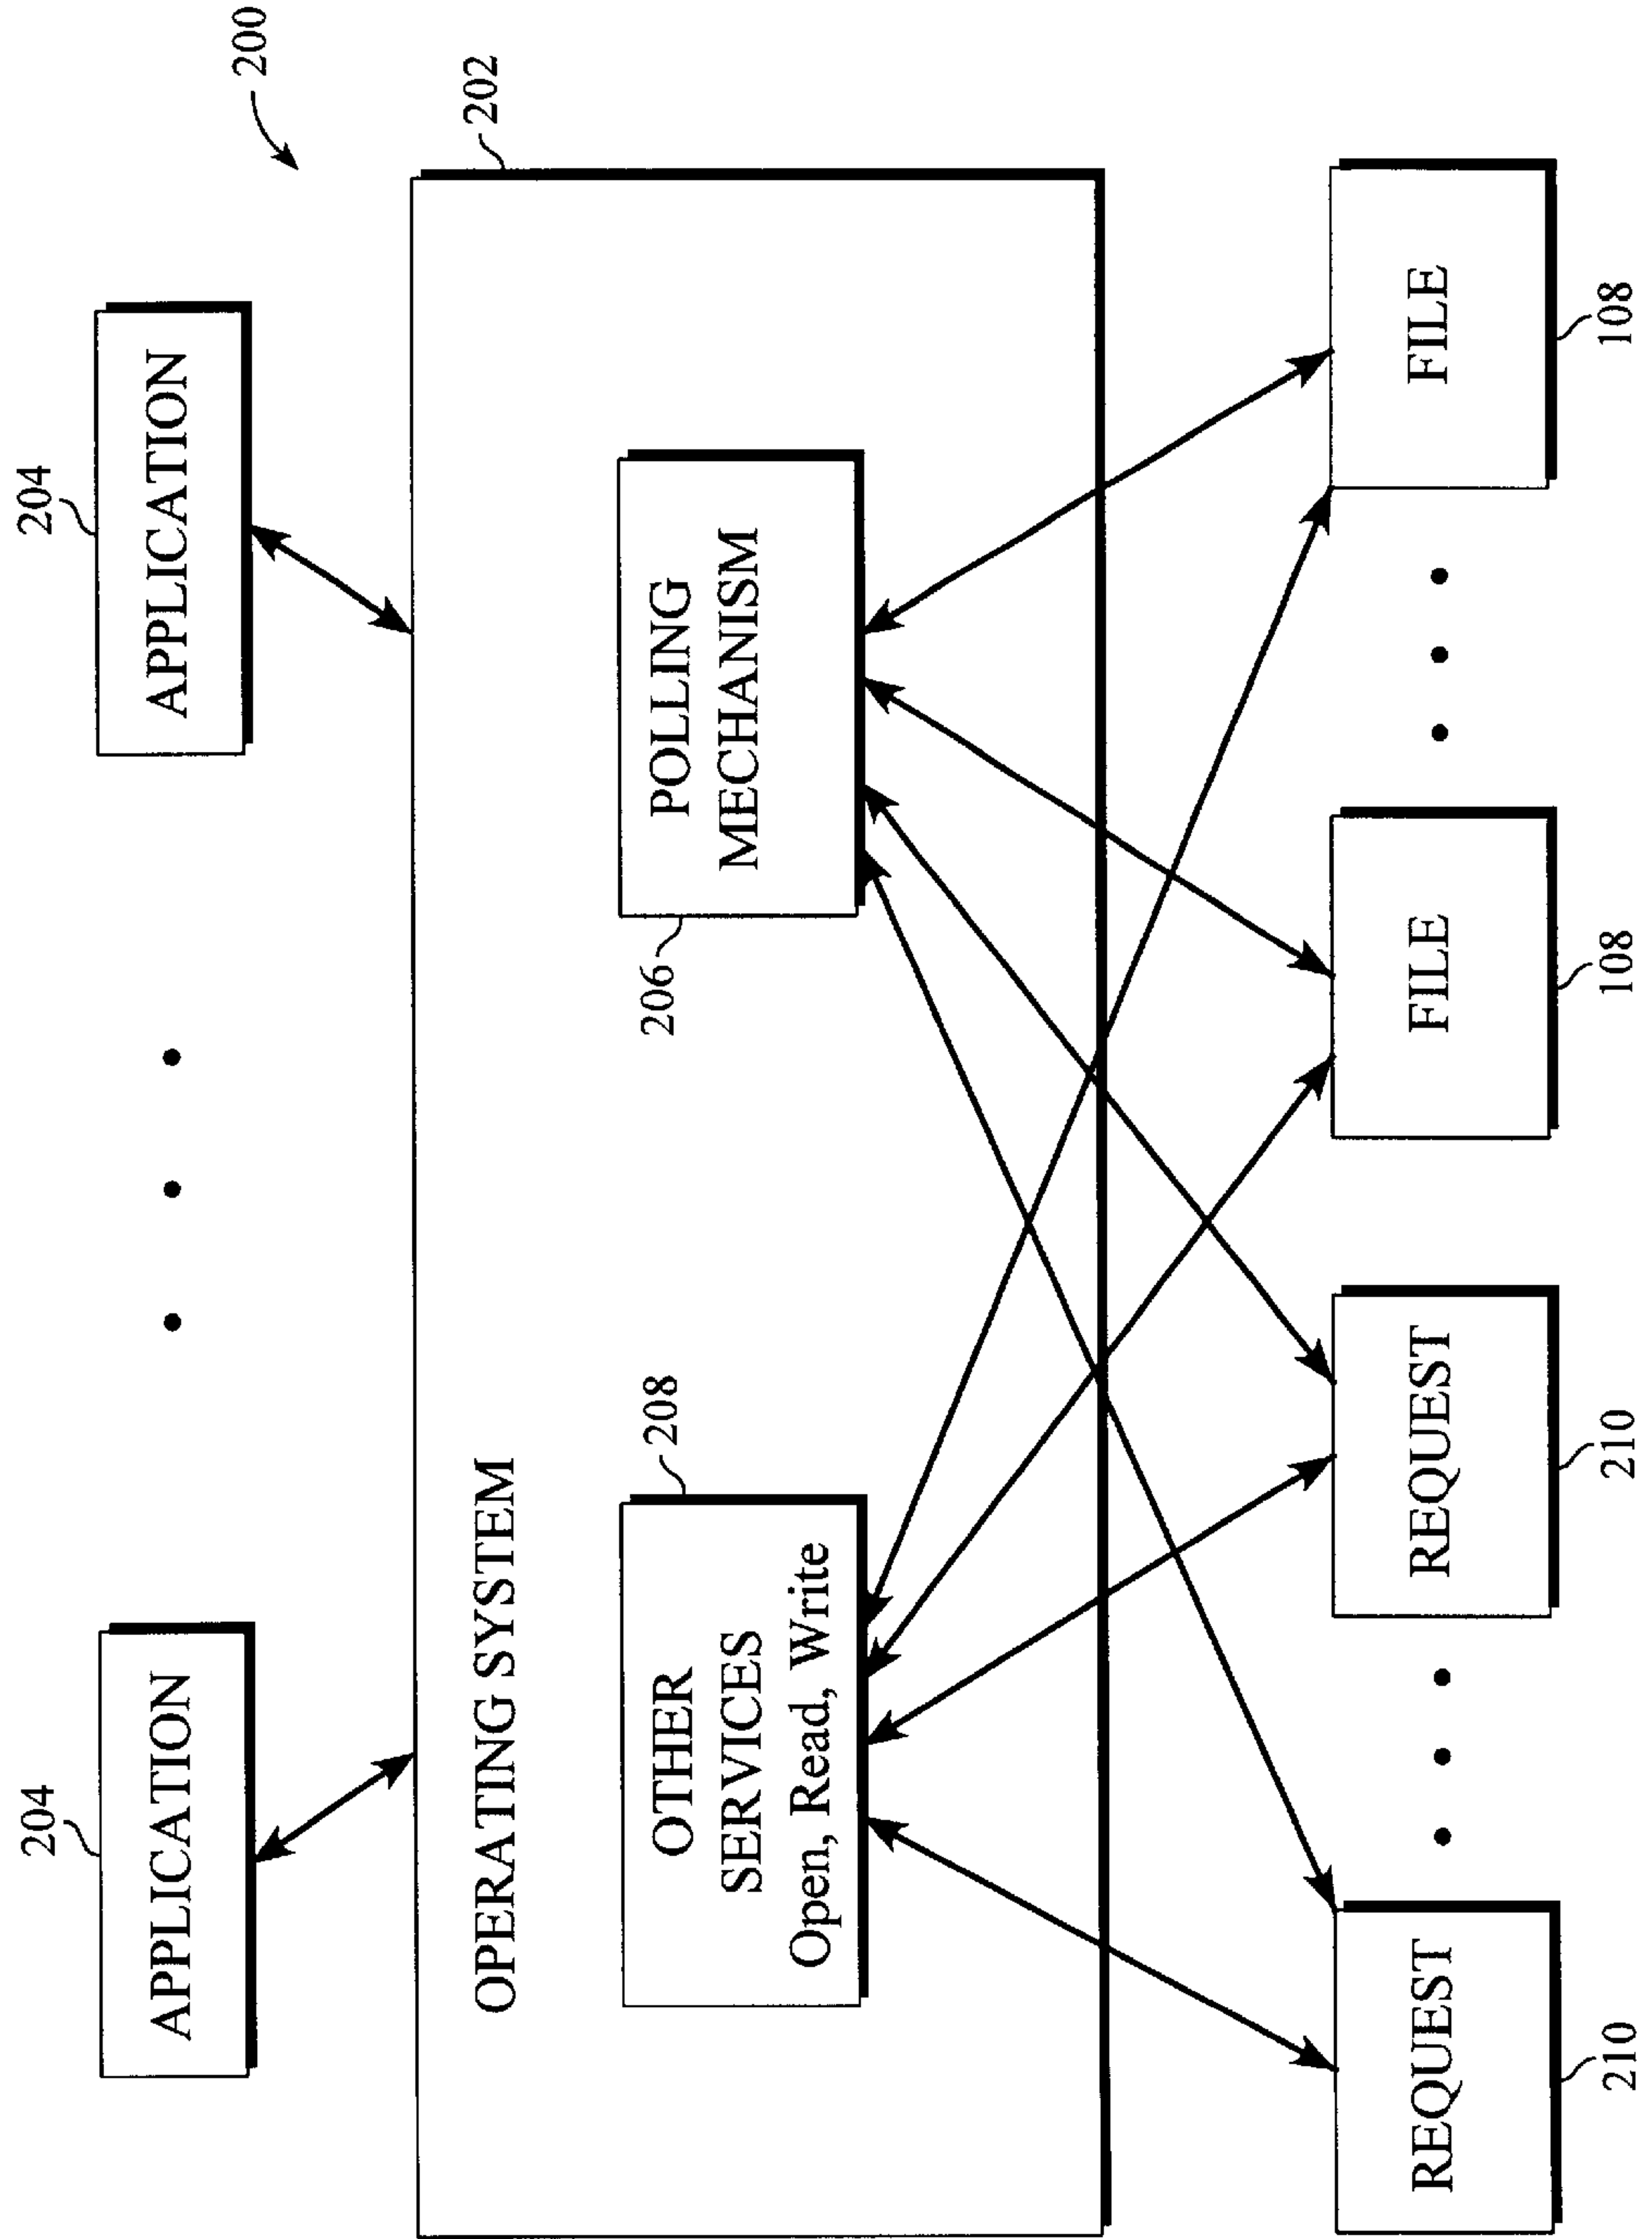 200
204
204
APPLICATION
APPLICATION
202
OPERATING SYSTEM
208
206
OTHER
SERVICES
Open, Read, Write
POLLING
MECHANISM
REQUEST
REQUEST
FILE
FILE
210
210
108
108